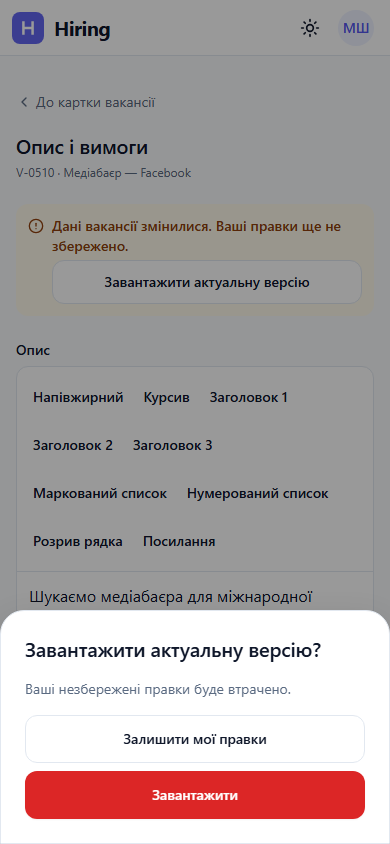 H Hiring МШ
До картки вакансії
Опис і вимоги
V-0510 · Медіабаєр — Facebook
Дані вакансії змінилися. Ваші правки ще не
збережено.
Завантажити актуальну версію
Опис
Напівжирний Курсив Заголовок 1
Заголовок 2 Заголовок 3
Маркований список Нумерований список
Розрив рядка Посилання
Шукаємо медіабаєра для міжнародної
Завантажити актуальну версію?
Ваші незбережені правки буде втрачено.
Залишити мої правки
Завантажити